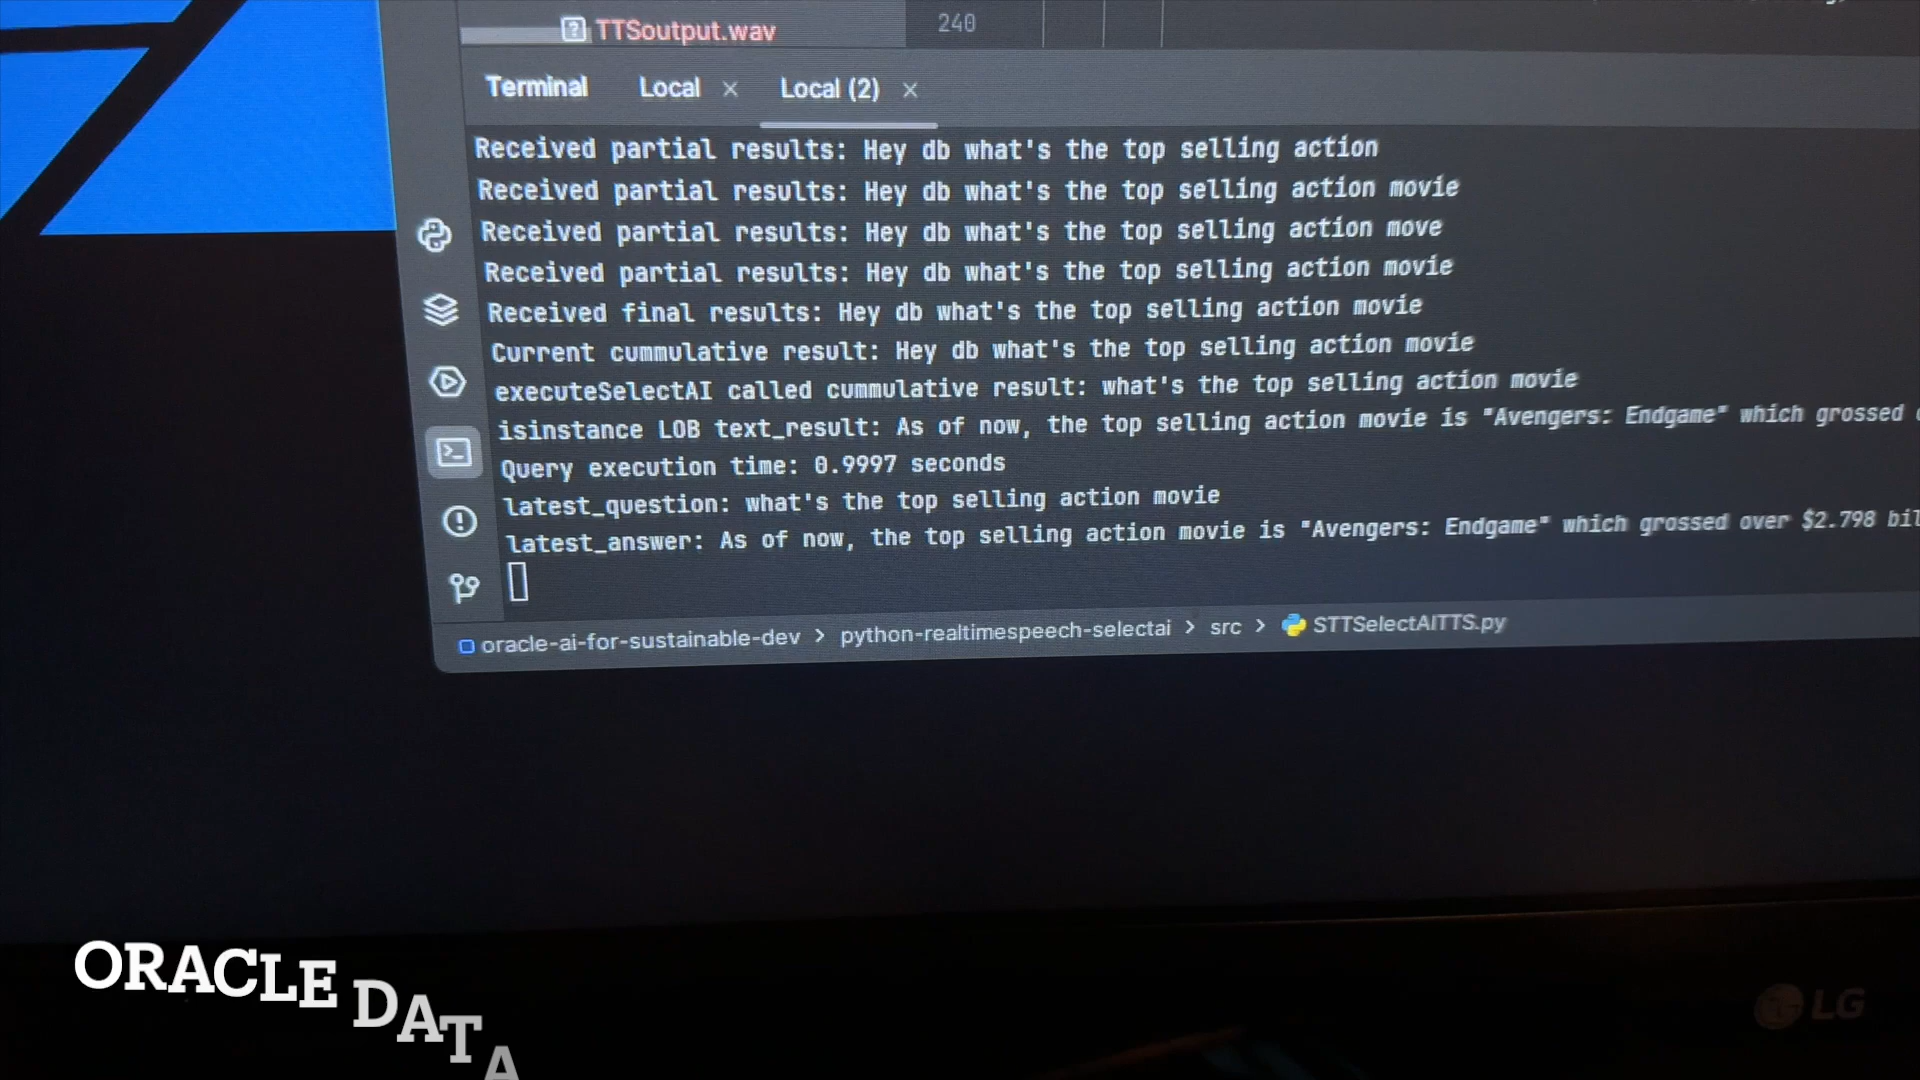 TTSoutput.wav
240
Terminal Local Local (2)
Received partial results: Hey db what's the top selling action
Received partial results: Hey db what's the top selling action movie
Received partial results: Hey db what's the top selling action move
Received partial results: Hey db what's the top selling action movie
Received final results: Hey db what's the top selling action movie
Current cummulative result: Hey db what's the top selling action movie
executeSelectAI called cummulative result: what's the top selling action movie
isinstance LOB text_result: As of now, the top selling action movie is "Avengers: Endgame" which grossed
Query execution time: 0.9997 seconds
latest_question: what's the top selling action movie
latest_answer: As of now, the top selling action movie is "Avengers: Endgame" which grossed over $2.798 bil
oracle-ai-for-sustainable-dev > python-realtimespeech-selectai > src > STTSelectAITTS.py
ORACLE DATA
LG